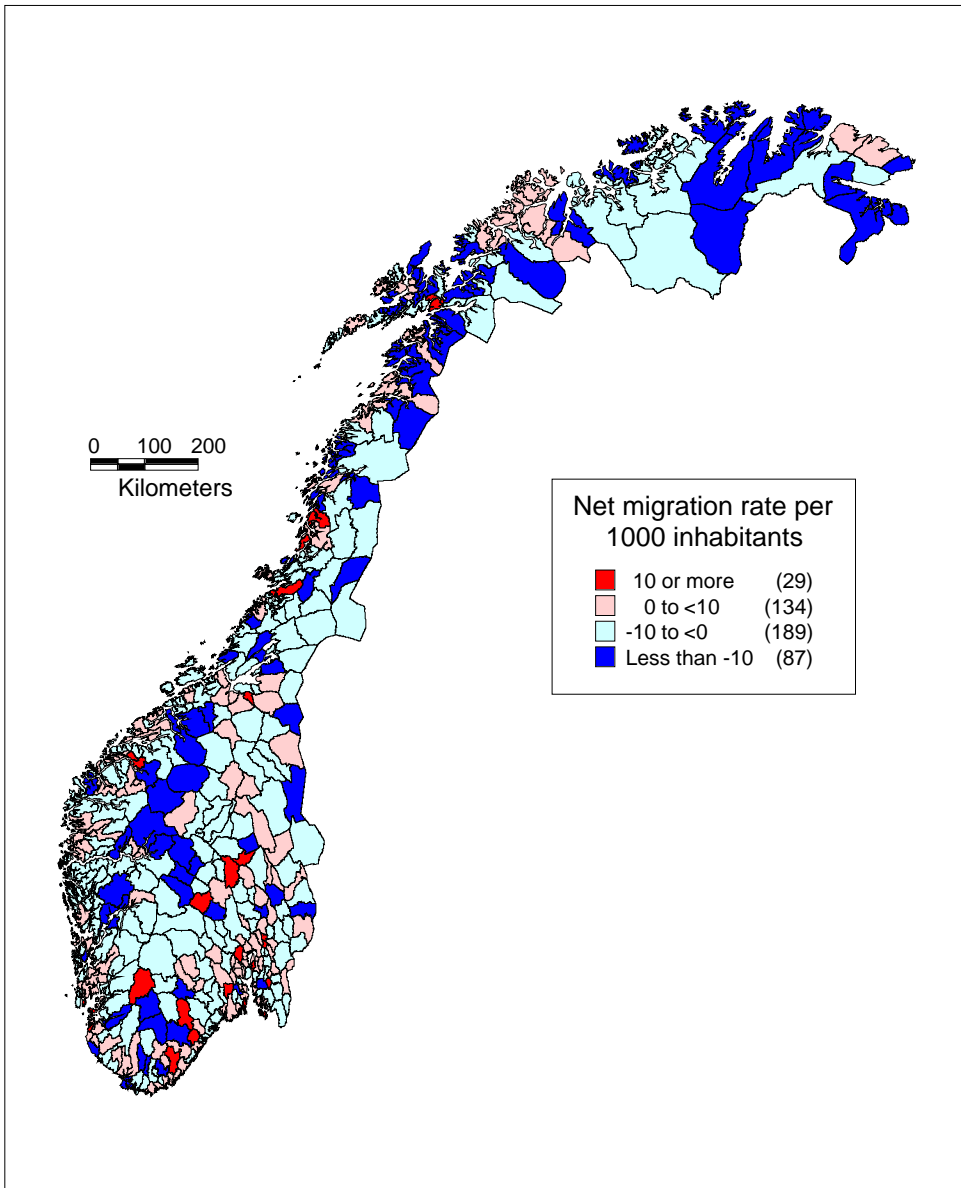 0 100 200
Kilometers
Net migration rate per
1000 inhabitants
10 or more (29)
0 to <10 (134)
-10 to <0 (189)
Less than -10 (87)